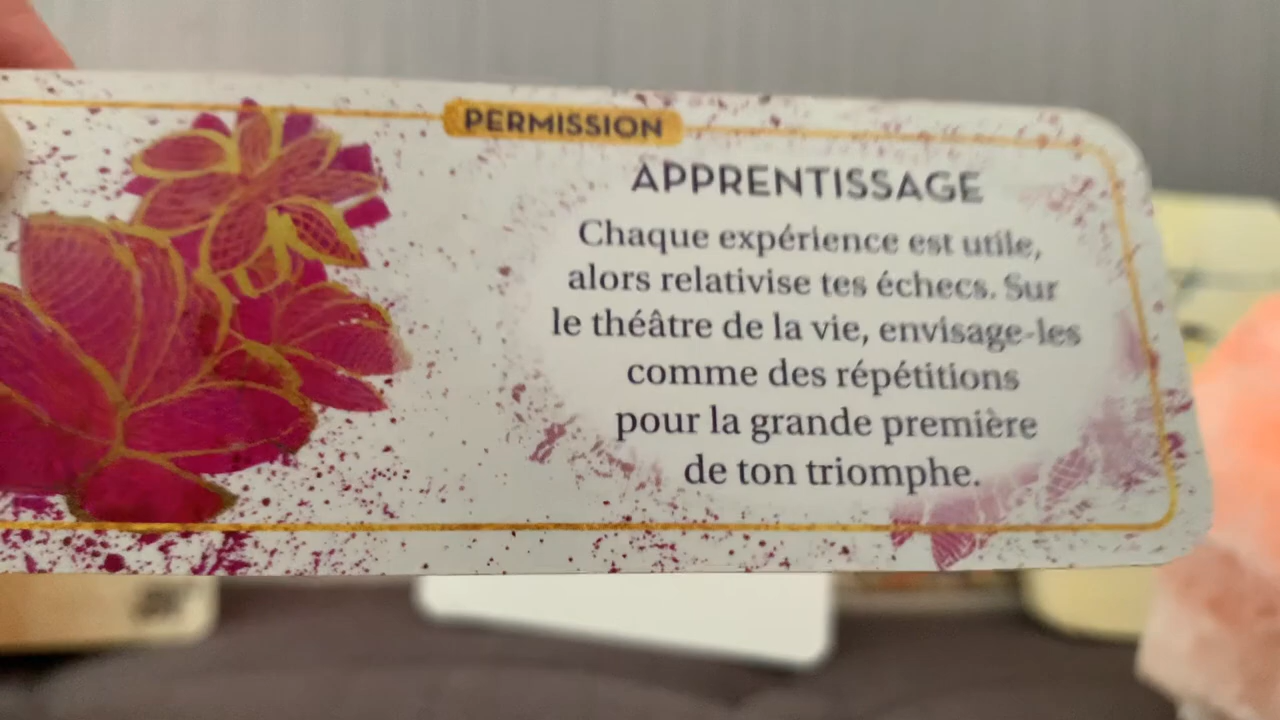 PERMISSION
APPRENTISSAGE
Chaque expérience est utile,
alors relativise tes échecs. Sur
le théâtre de la vie, envisage-les
comme des répétitions
pour la grande première
de ton triomphe.